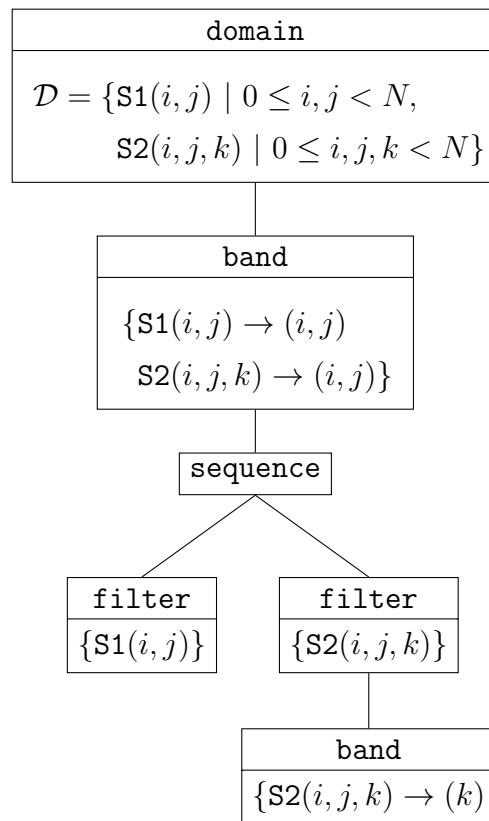 domain
𝒟 = {S1(i, j) | 0 ≤ i, j < N,
S2(i, j, k) | 0 ≤ i, j, k < N}
band
{S1(i, j) → (i, j)
S2(i, j, k) → (i, j)}
sequence
filter
{S1(i, j)}
filter
{S2(i, j, k)}
band
{S2(i, j, k) → (k)